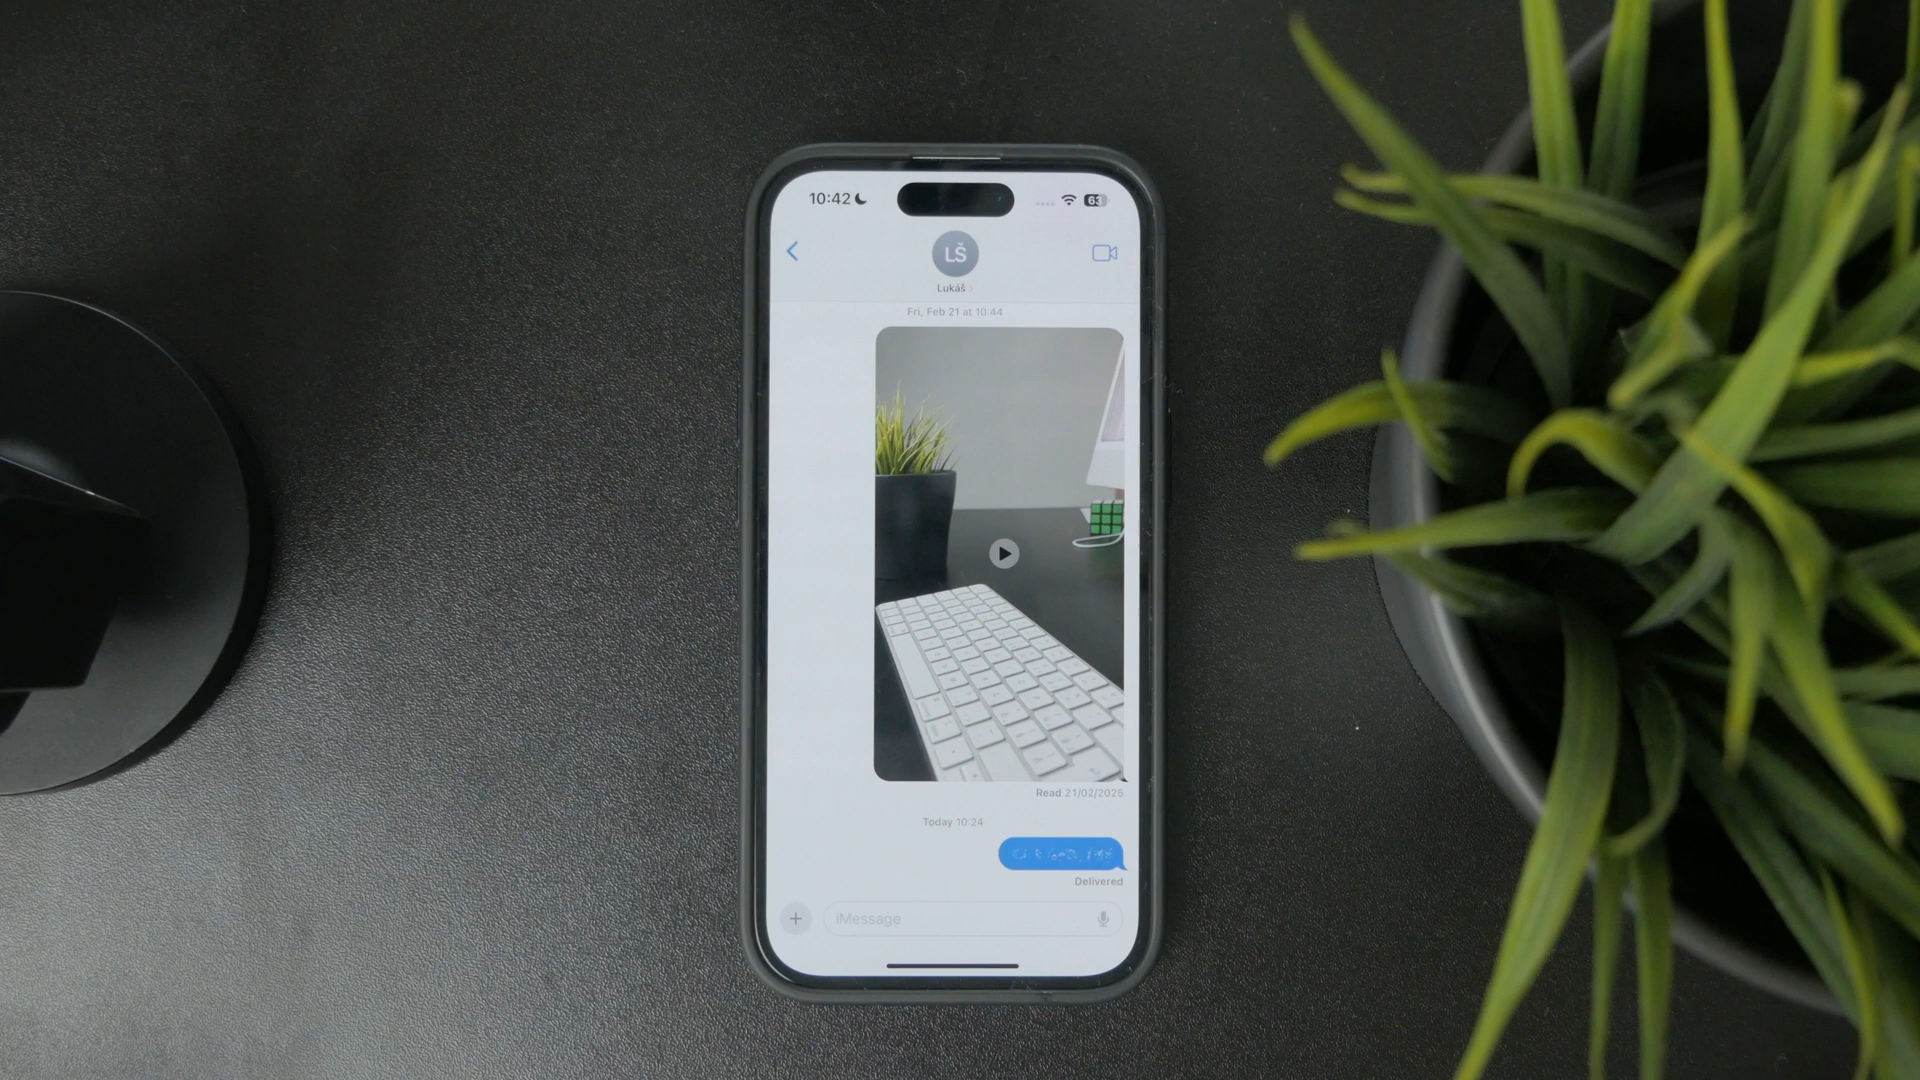 10:42
63
LŠ
Lukáš
Fri, Feb 21 at 10:44
Read 21/02/2025
Today 10:24
Delivered
iMessage